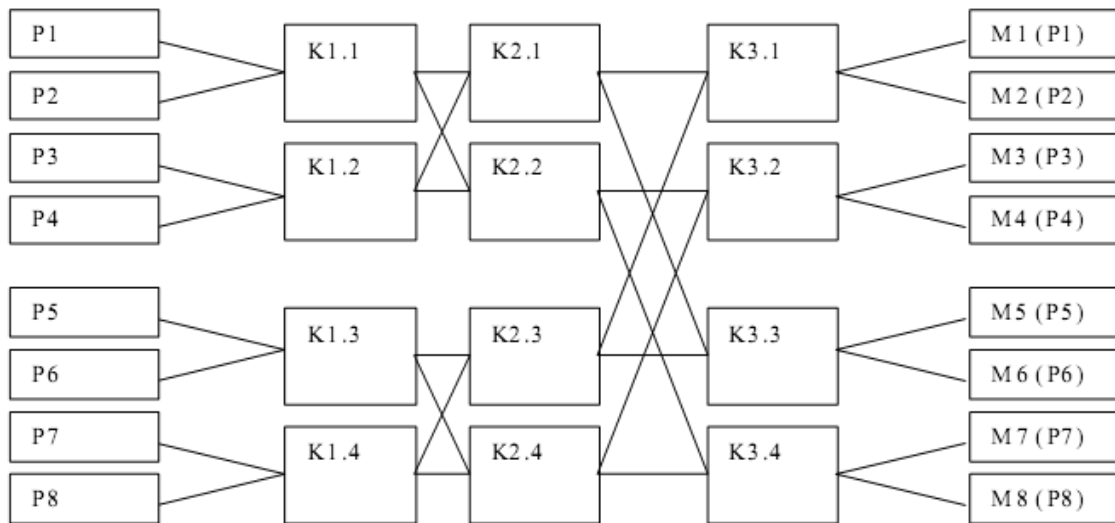 P1
P2
P3
P4
P5
P6
P7
P8
K1.1
K1.2
K1.3
K1.4
K2.1
K2.2
K2.3
K2.4
K3.1
K3.2
K3.3
K3.4
M1(P1)
M2(P2)
M3(P3)
M4(P4)
M5(P5)
M6(P6)
M7(P7)
M8(P8)